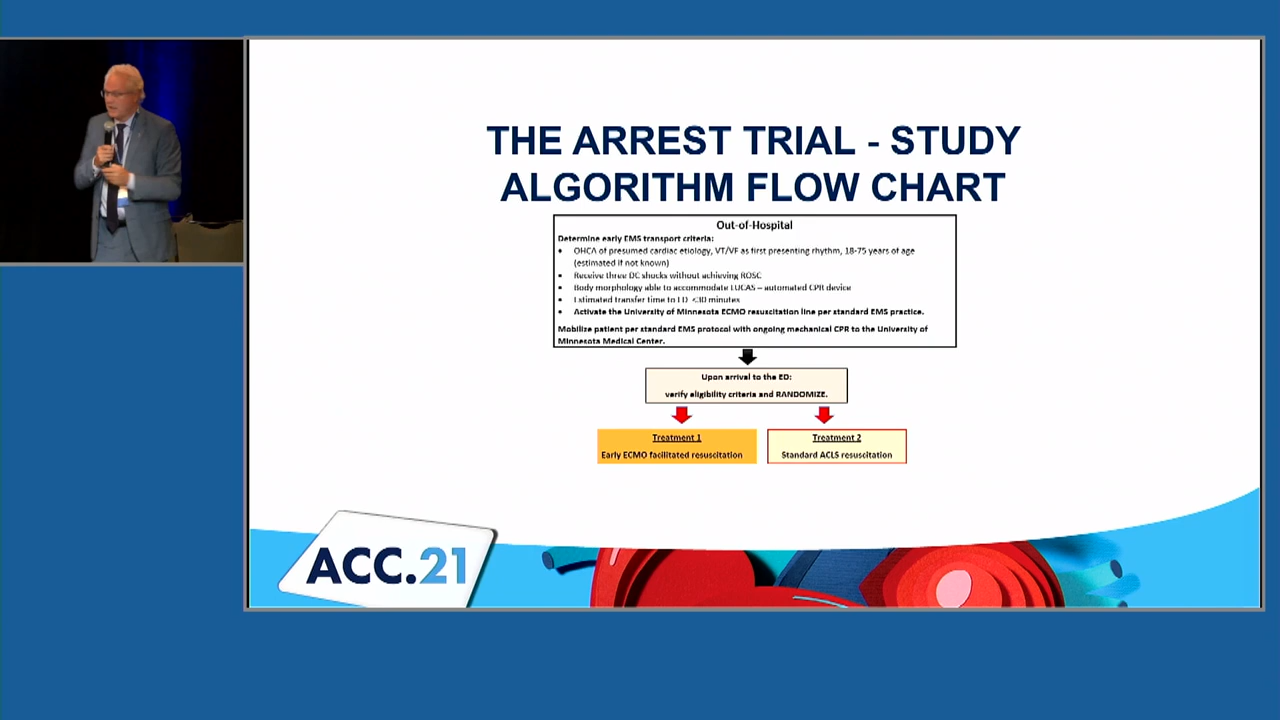 THE ARREST TRIAL - STUDY
ALGORITHM FLOW CHART
Out-of-Hospital
Determine early EMS transport criteria:
• OHCA of presumed cardiac etiology, VT/VF as first presenting rhythm, 18-75 years of age
(estimated if not known)
• Receive three DC shocks without achieving ROSC
• Body morphology able to accommodate LUCAS – automated CPR device
• Estimated transfer time to ED <30 minutes
• Activate the University of Minnesota ECMO resuscitation line per standard EMS practice.
Mobilize patient per standard EMS protocol with ongoing mechanical CPR to the University of
Minnesota Medical Center.
Upon arrival to the ED:
verify eligibility criteria and RANDOMIZE.
Treatment 1
Early ECMO facilitated resuscitation
Treatment 2
Standard ACLS resuscitation
ACC.21